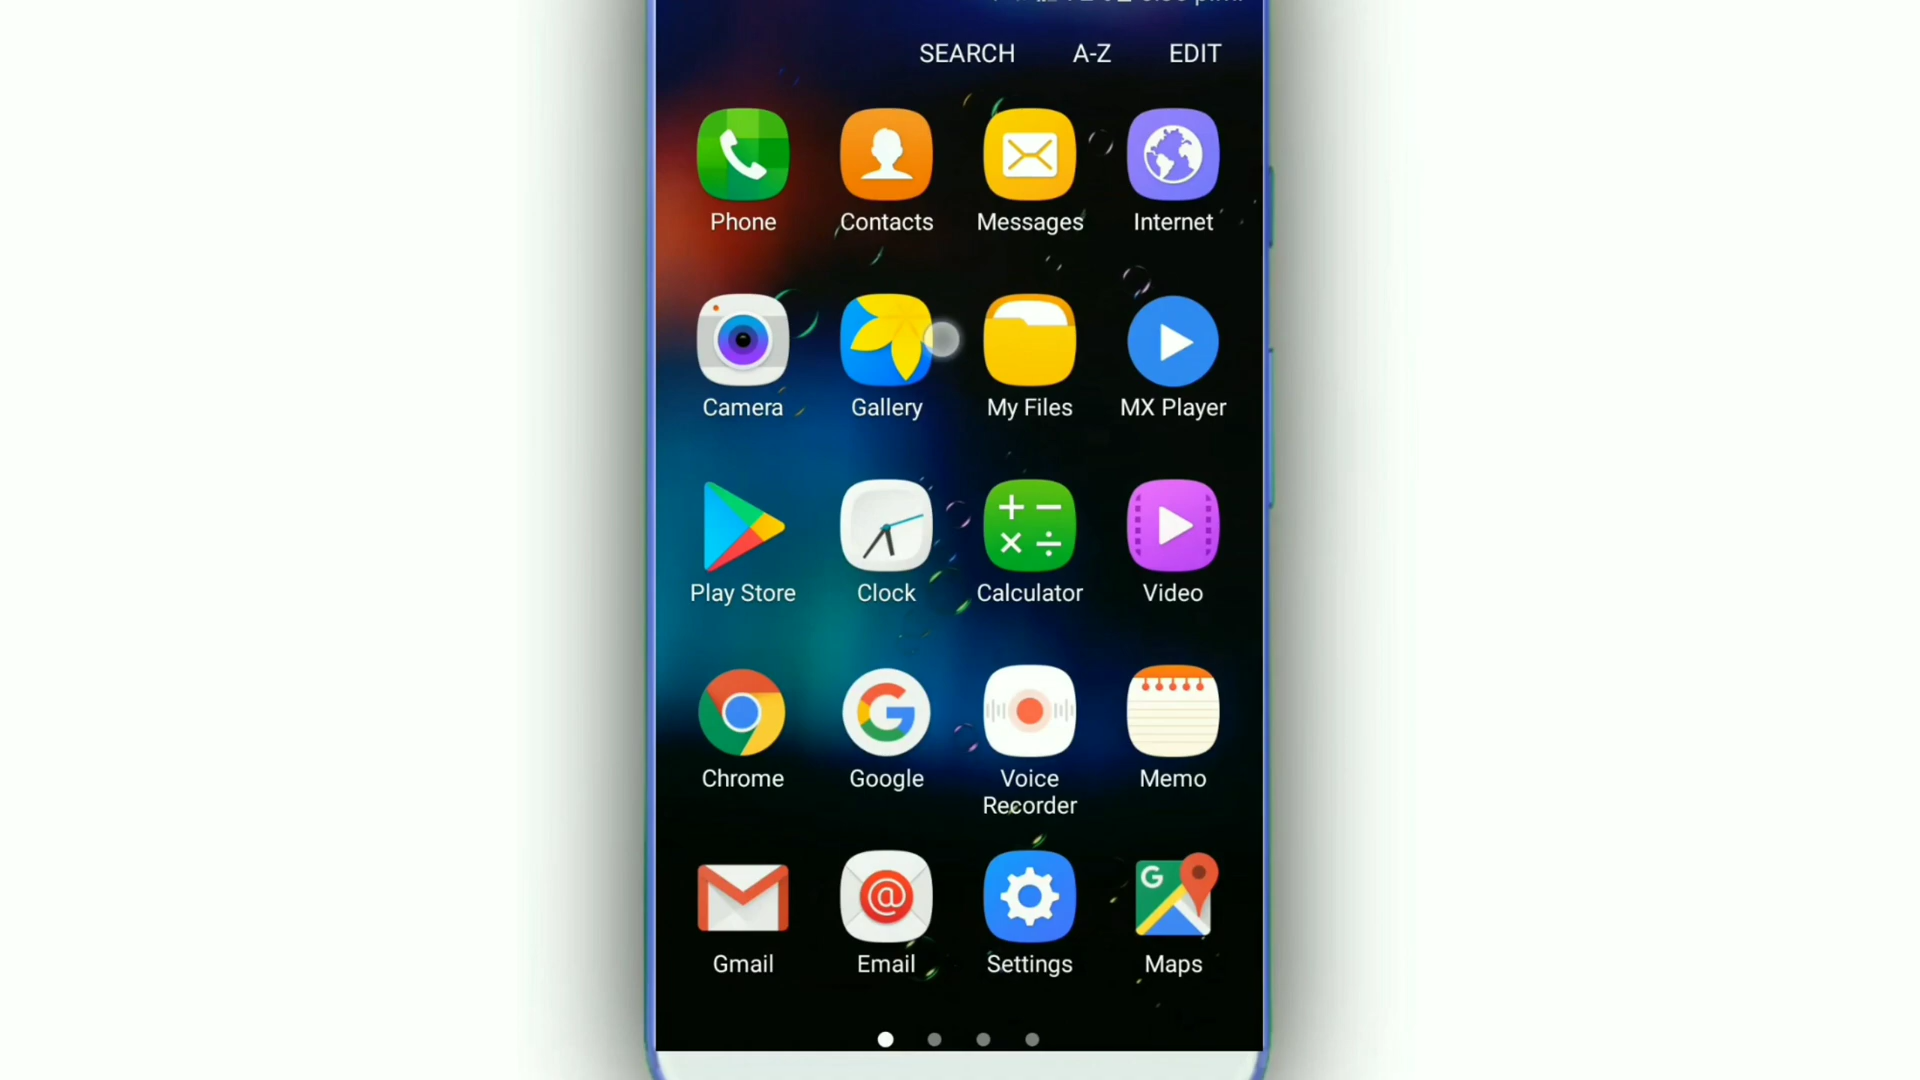 SEARCH A-Z EDIT
Phone Contacts Messages Internet
Camera Gallery My Files MX Player
Play Store Clock Calculator Video
Chrome Google Voice Recorder Memo
Gmail Email Settings Maps